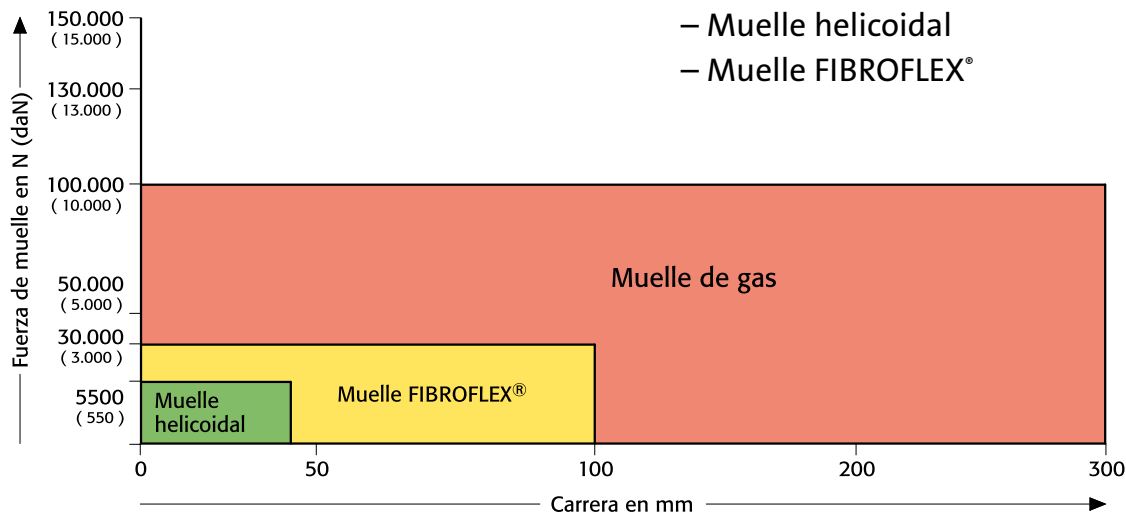 – Muelle helicoidal
– Muelle FIBROFLEX®
Fuerza de muelle en N (daN)
150.000
( 15.000 )
130.000
( 13.000 )
100.000
( 10.000 )
50.000
( 5.000 )
30.000
( 3.000 )
5500
( 550 )
Muelle de gas
Muelle FIBROFLEX®
Muelle
helicoidal
0 50 100 200 300
Carrera en mm